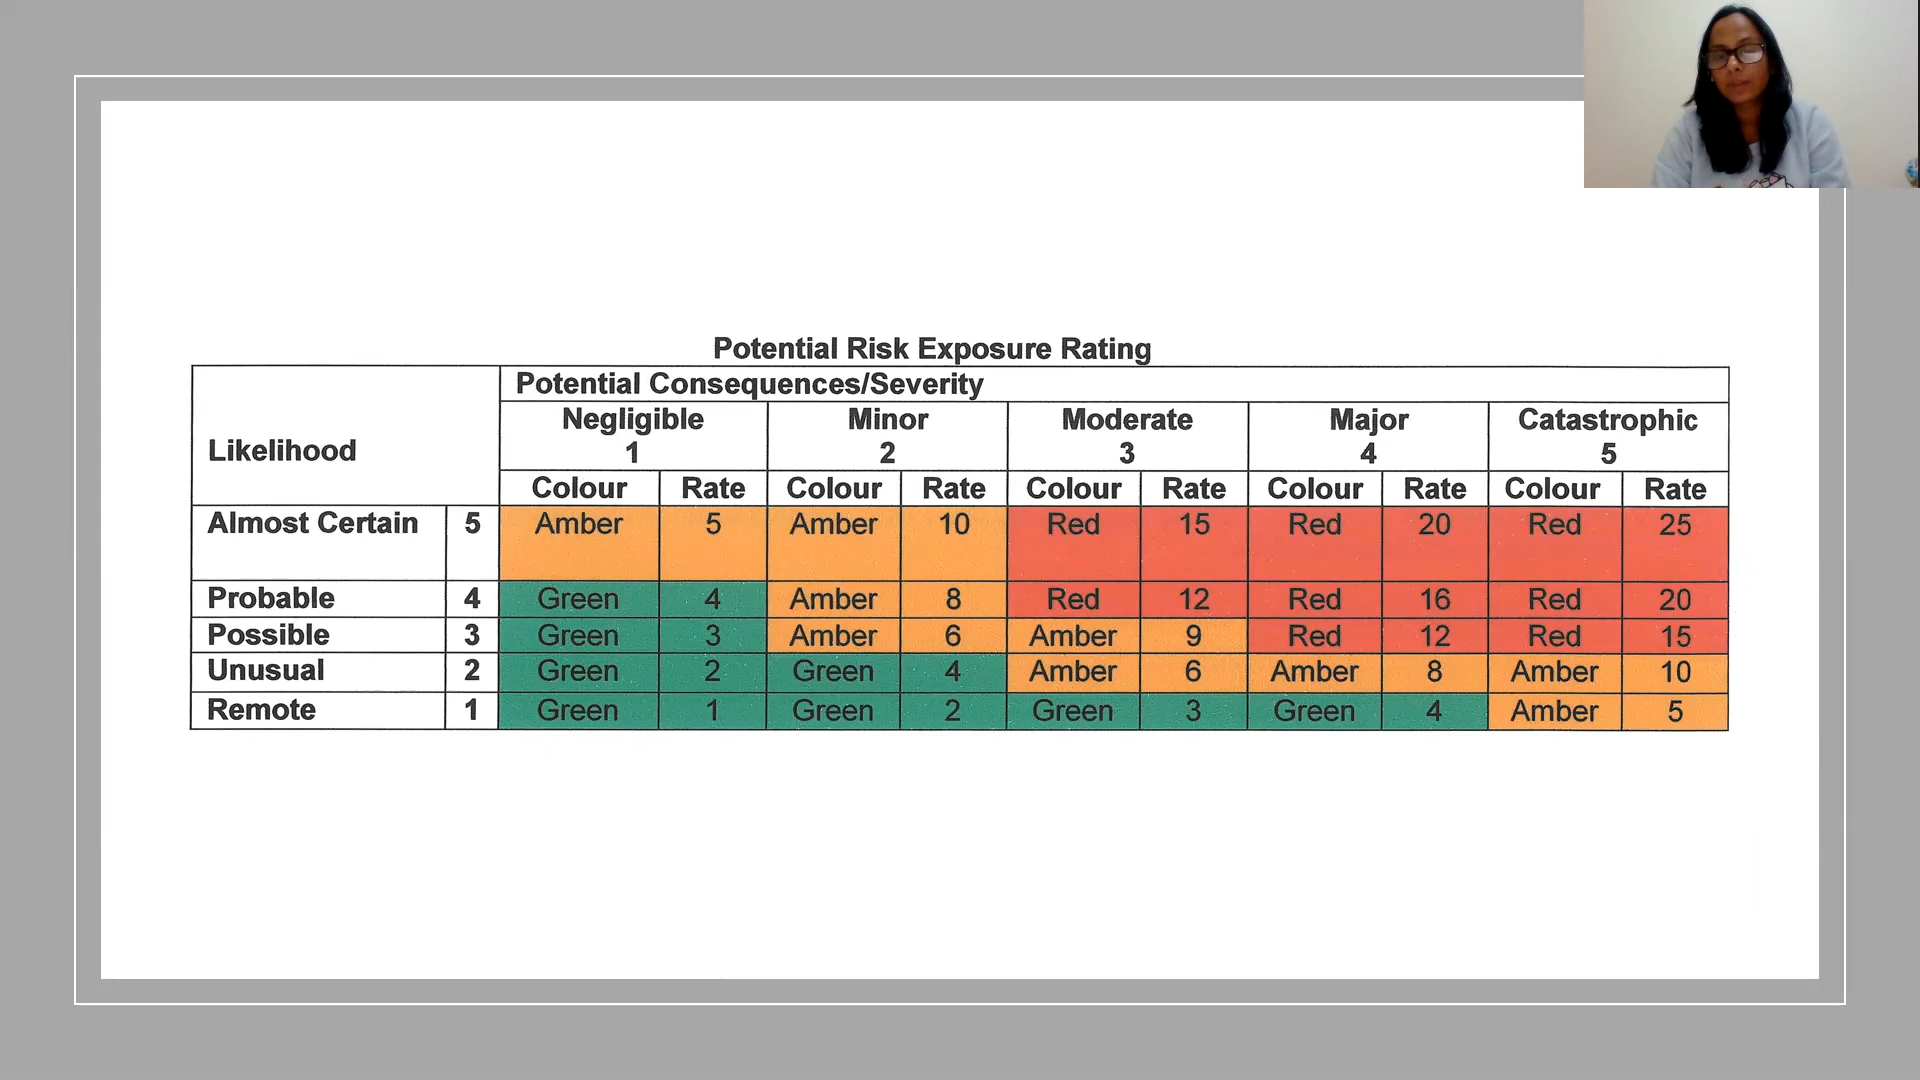 Potential Risk Exposure Rating
Potential Consequences/Severity
Likelihood
Negligible Minor Moderate Major Catastrophic
1 2 3 4 5
Colour Rate Colour Rate Colour Rate Colour Rate Colour Rate
Almost Certain 5 Amber 5 Amber 10 Red 15 Red 20 Red 25
Probable 4 Green 4 Amber 8 Red 12 Red 16 Red 20
Possible 3 Green 3 Amber 6 Amber 9 Red 12 Red 15
Unusual 2 Green 2 Green 4 Amber 6 Amber 8 Amber 10
Remote 1 Green 1 Green 2 Green 3 Green 4 Amber 5